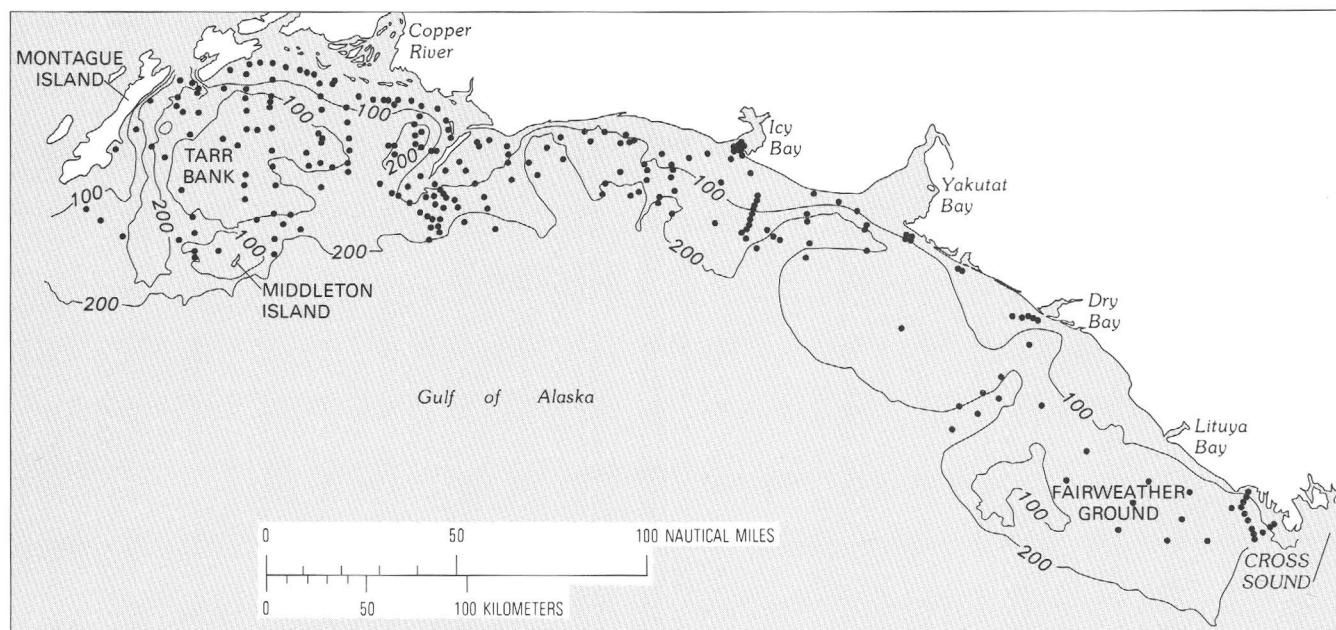 Copper
River
MONTAGUE
ISLAND
100
100
200
TARR
BANK
Icy
Bay
100
Yakutat
Bay
100
200
100
200
200
200
MIDDLETON
ISLAND
Dry
Bay
Gulf of Alaska
100
Lituya
Bay
100
FAIRWEATHER
GROUND
200
CROSS
SOUND
0 50 100 NAUTICAL MILES
0 50 100 KILOMETERS